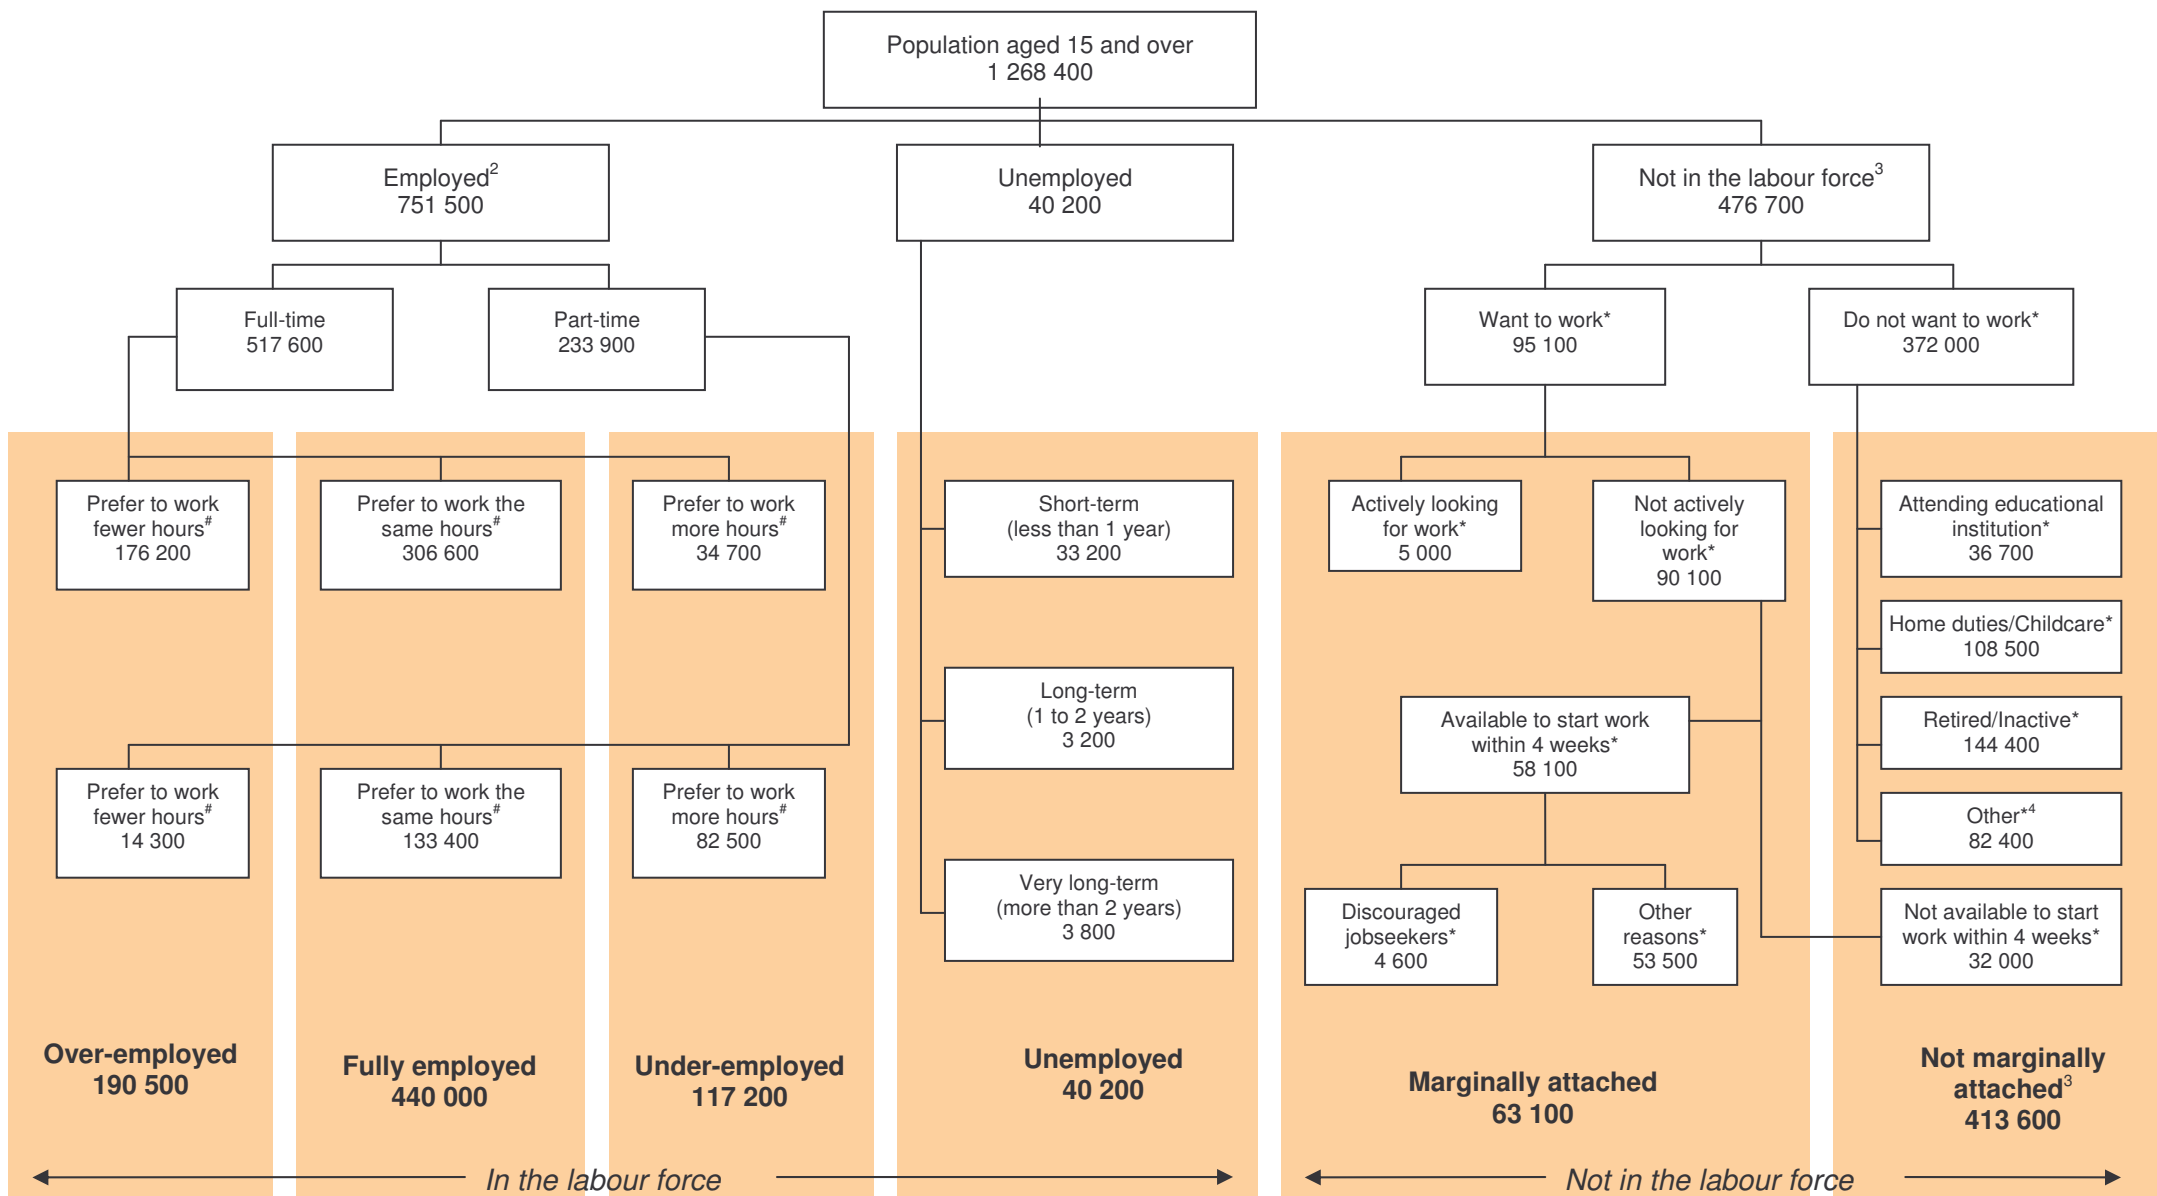 Population aged 15 and over
1 268 400
Employed2
751 500
Unemployed
40 200
Not in the labour force3
476 700
Full-time
517 600
Part-time
233 900
Want to work*
95 100
Do not want to work*
372 000
Prefer to work
fewer hours#
176 200
Prefer to work the
same hours#
306 600
Prefer to work
more hours#
34 700
Short-term
(less than 1 year)
33 200
Actively looking
for work*
5 000
Not actively
looking for
work*
90 100
Attending educational
institution*
36 700
Home duties/Childcare*
108 500
Long-term
(1 to 2 years)
3 200
Available to start work
within 4 weeks*
58 100
Retired/Inactive*
144 400
Prefer to work
fewer hours#
14 300
Prefer to work the
same hours#
133 400
Prefer to work
more hours#
82 500
Other*4
82 400
Very long-term
(more than 2 years)
3 800
Discouraged
jobseekers*
4 600
Other
reasons*
53 500
Not available to start
work within 4 weeks*
32 000
Over-employed
190 500
Fully employed
440 000
Under-employed
117 200
Unemployed
40 200
Marginally attached
63 100
Not marginally
attached3
413 600
In the labour force
Not in the labour force